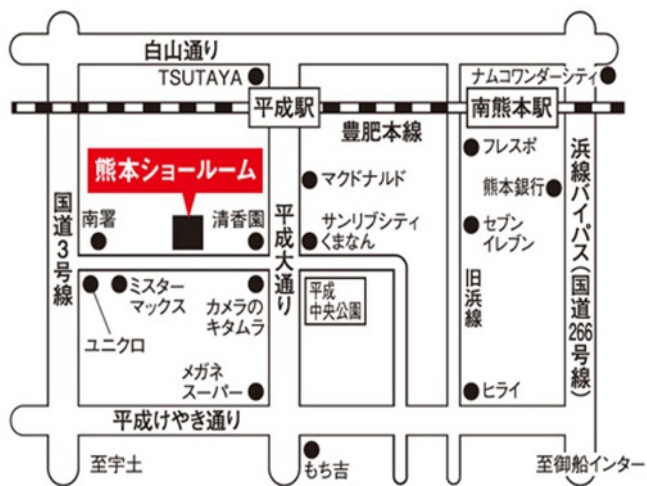 白山通り
TSUTAYA
ナムコワンダーシティ
平成駅
南熊本駅
豊肥本線
フレスポ
熊本ショールーム
マクドナルド
熊本銀行
浜線バイパス(国道266号線)
国道3号線
南署
清香園
平成大通り
サンリブシティ
くまなん
セブン
イレブン
旧浜線
ミスター
マックス
カメラの
キタムラ
平成
中央公園
ユニクロ
メガネ
スーパー
ヒライ
平成けやき通り
至宇土
もち吉
至御船インター